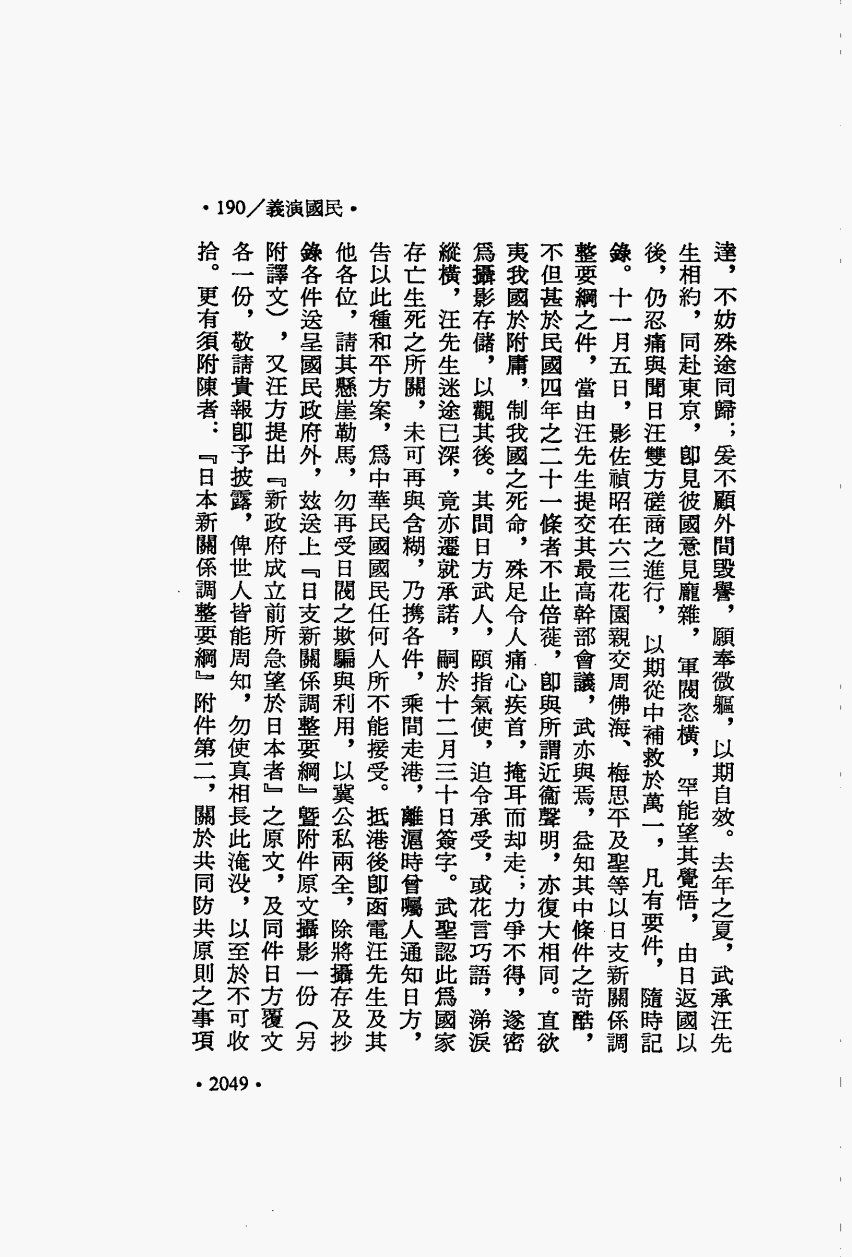 •190／義演國民•
達，不妨殊途同歸；爰不顧外間毀譽，願奉微軀，以期自效。去年之夏，武承汪先
生相約，同赴東京，卽見彼國意見龐雜，軍閥恣橫，罕能望其覺悟，由日返國以
後，仍忍痛與聞日汪雙方磋商之進行，以期從中補救於萬一，凡有要件，隨時記
錄。十一月五日，影佐禎昭在六三花園親交周佛海、梅思平及聖等以日支新關係調
整要綱之件，當由汪先生提交其最高幹部會議，武亦與焉，益知其中條件之苛酷，
不但甚於民國四年之二十一條者不止倍蓰，卽與所謂近衞聲明，亦復大相同。直欲
夷我國於附庸，制我國之死命，殊足令人痛心疾首，掩耳而却走；力爭不得，遂密
爲攝影存儲，以觀其後。其間日方武人，頤指氣使，迫令承受，或花言巧語，涕淚
縱橫，汪先生迷途已深，竟亦遷就承諾，嗣於十二月三十日簽字。武聖認此爲國家
存亡生死之所關，未可再與含糊，乃携各件，乘間走港，離滬時曾囑人通知日方，
告以此種和平方案，爲中華民國國民任何人所不能接受。抵港後卽函電汪先生及其
他各位，請其懸崖勒馬，勿再受日閥之欺騙與利用，以冀公私兩全，除將攝存及抄
錄各件送呈國民政府外，茲送上『日支新關係調整要綱』暨附件原文攝影一份（另
附譯文），又汪方提出『新政府成立前所急望於日本者』之原文，及同件日方覆文
各一份，敬請貴報卽予披露，俾世人皆能周知，勿使真相長此淹沒，以至於不可收
拾。更有須附陳者：『日本新關係調整要綱』附件第二，關於共同防共原則之事項
•2049•